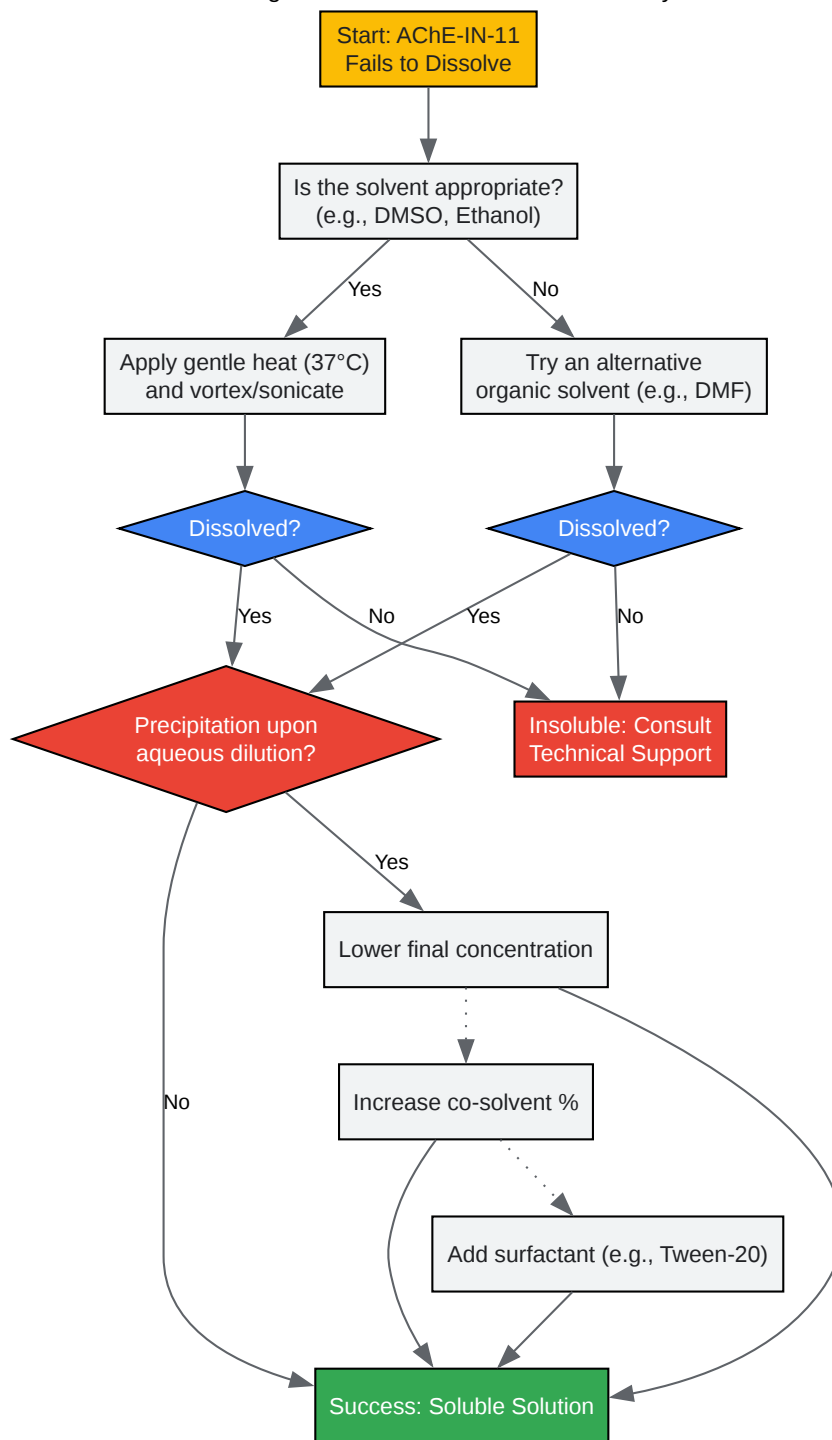 Start: AChE-IN-11
Fails to Dissolve
Is the solvent appropriate?
(e.g., DMSO, Ethanol)
Yes
No
Apply gentle heat (37°C)
and vortex/sonicate
Try an alternative
organic solvent (e.g., DMF)
Dissolved?
Dissolved?
Yes
No
Yes
No
Precipitation upon
aqueous dilution?
Insoluble: Consult
Technical Support
Yes
Lower final concentration
No
Increase co-solvent %
Add surfactant (e.g., Tween-20)
Success: Soluble Solution